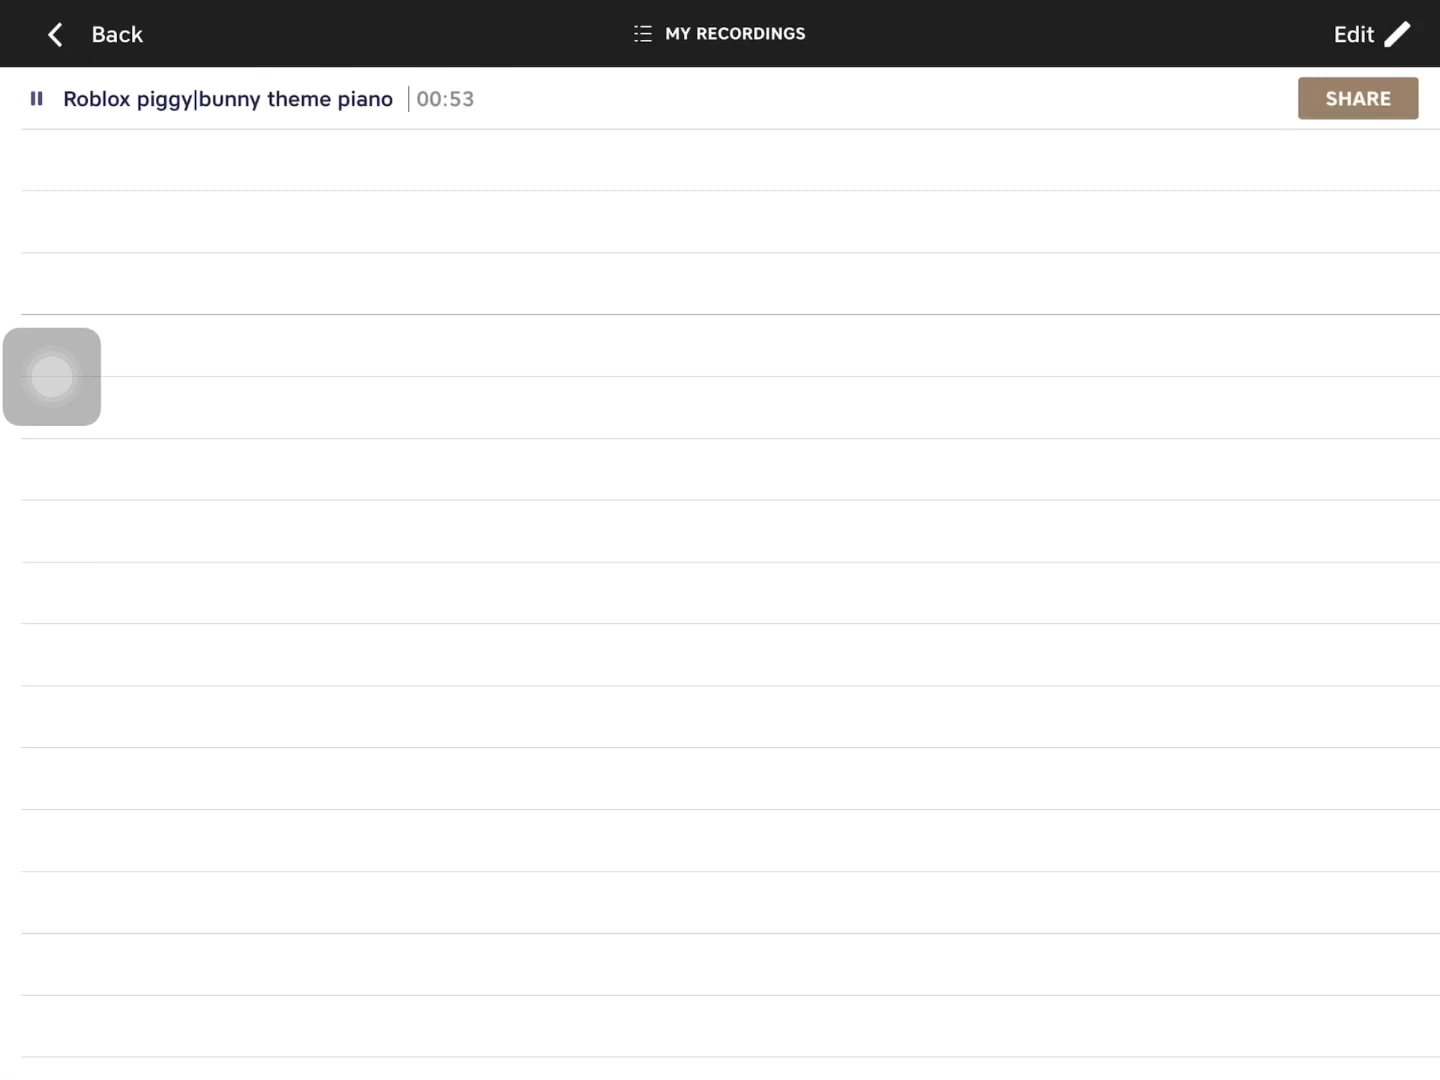 Back
MY RECORDINGS
Edit
Roblox piggy|bunny theme piano
00:53
SHARE